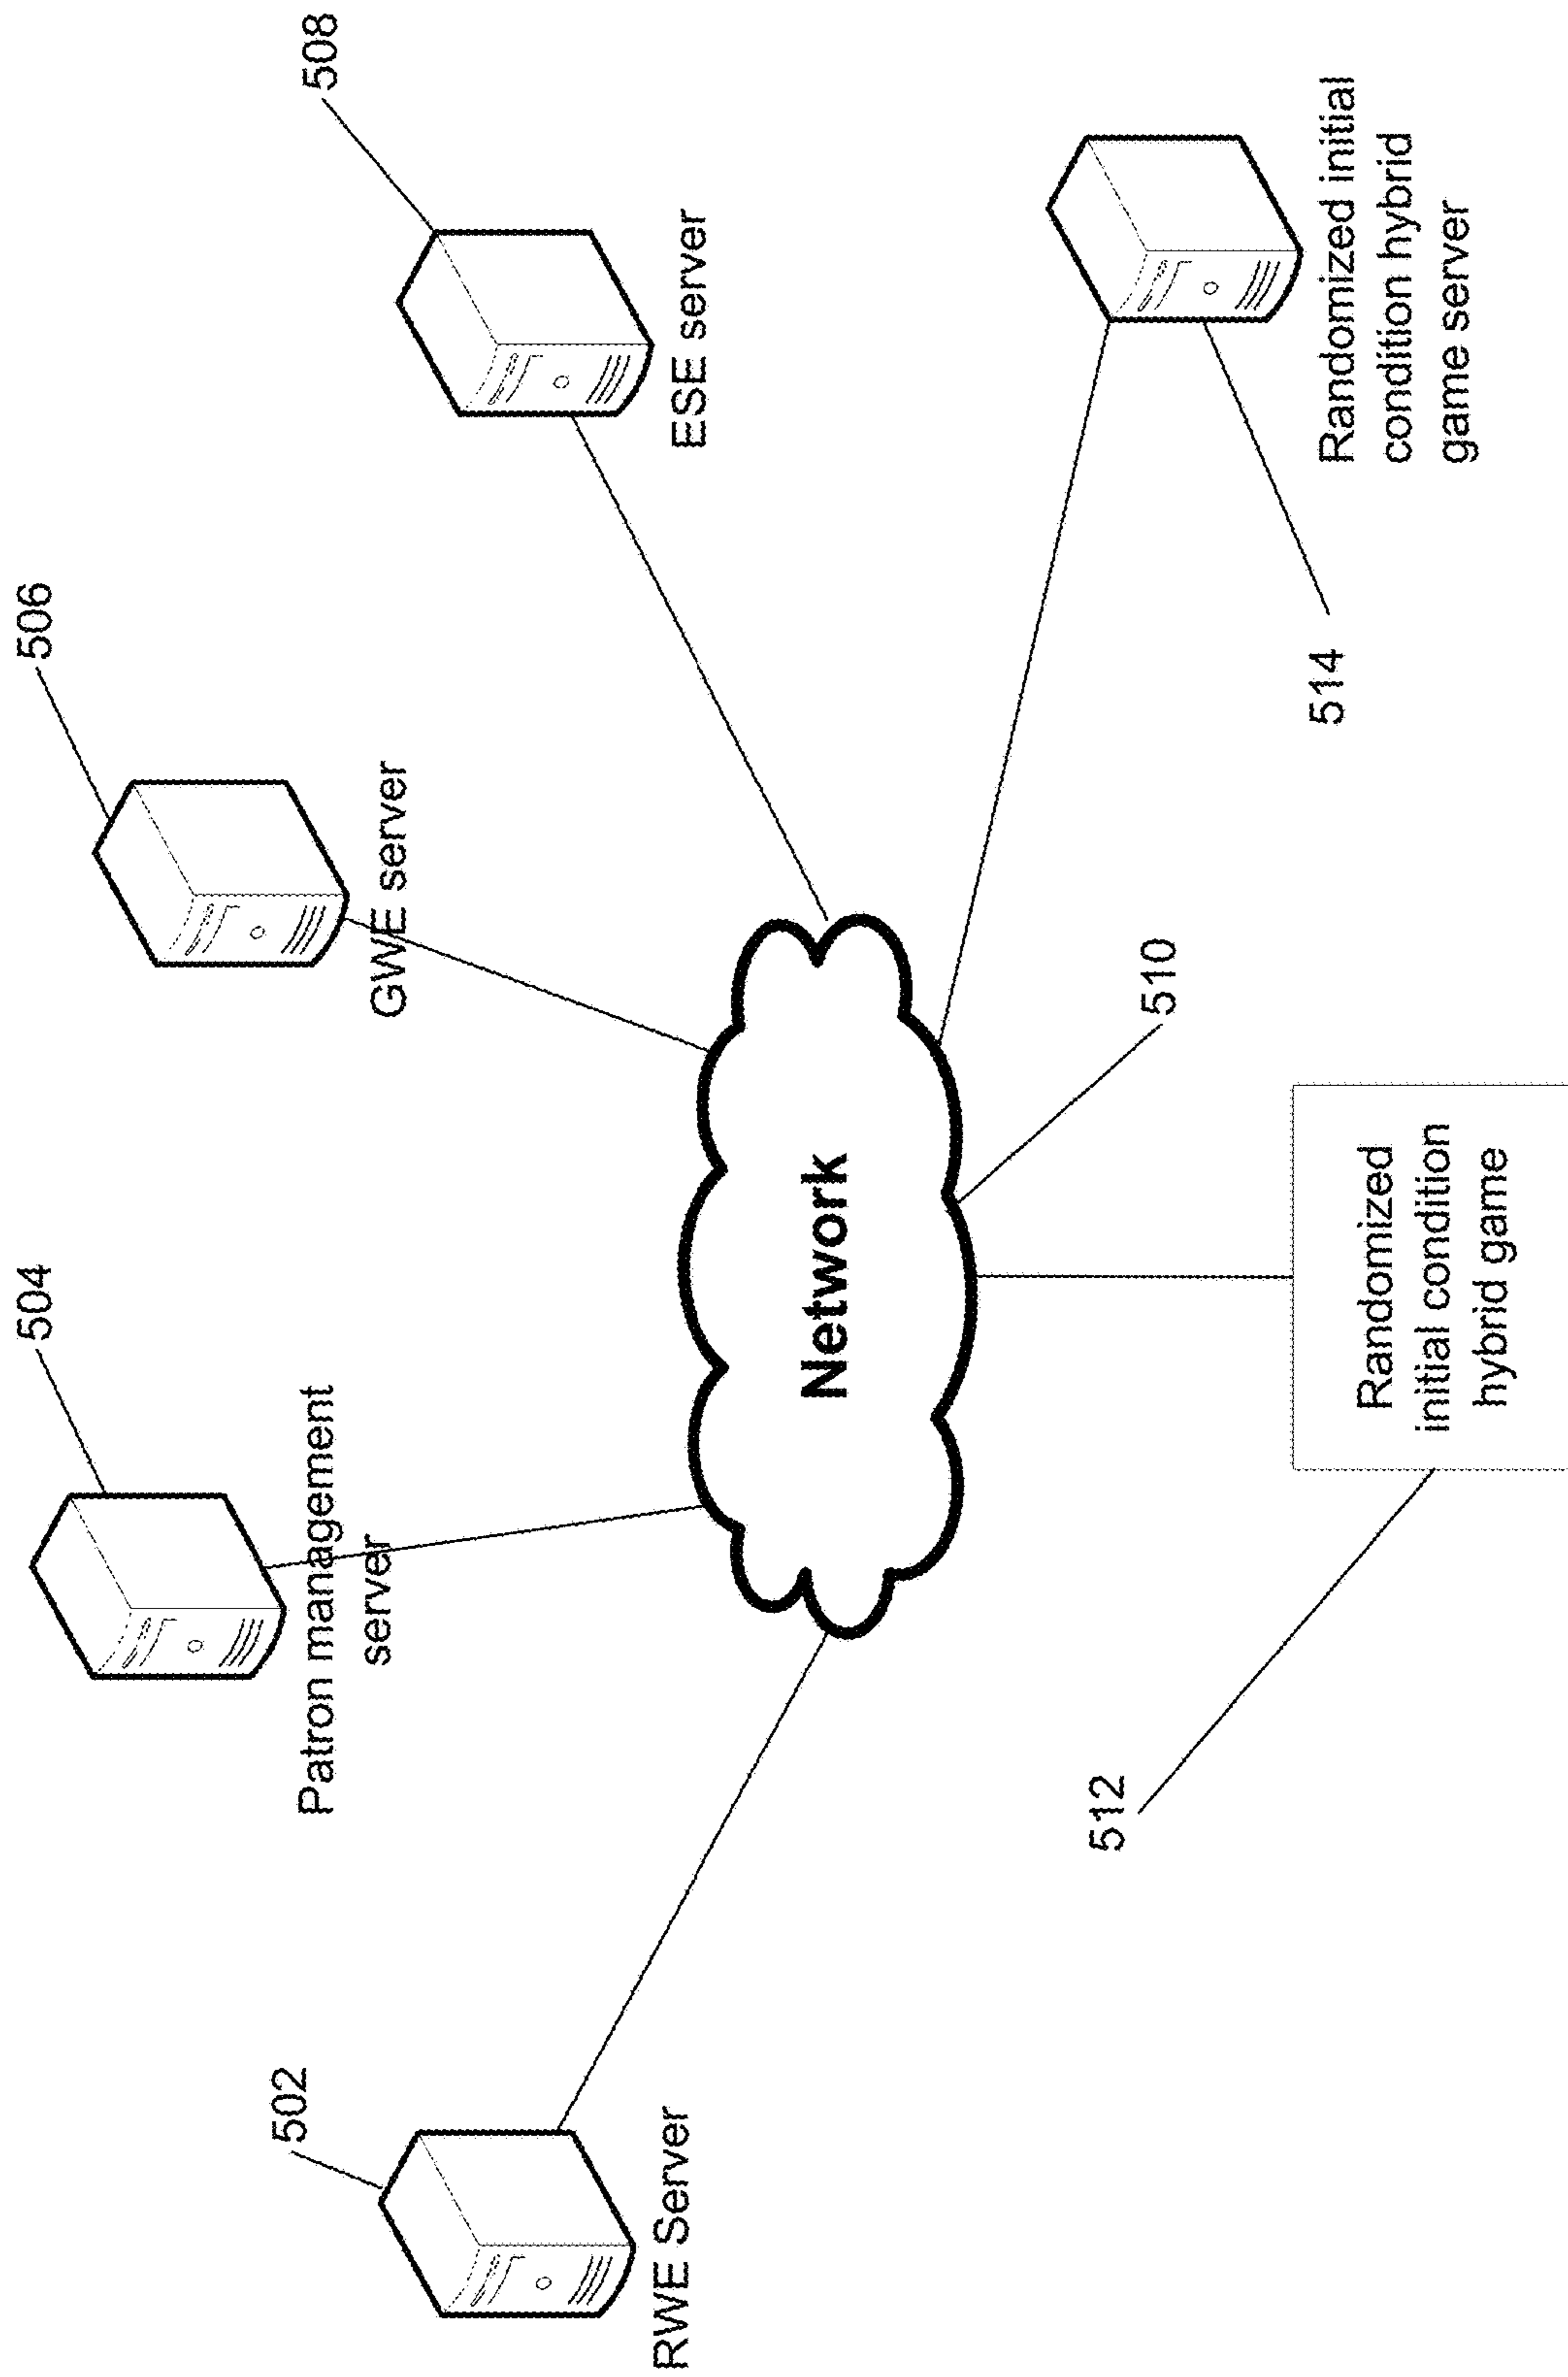 504
506
508
502
Patron management
server
GWE server
ESE server
RWE Server
Network
510
512
514
Randomized
initial condition
hybrid game
Randomized initial
condition hybrid
game server